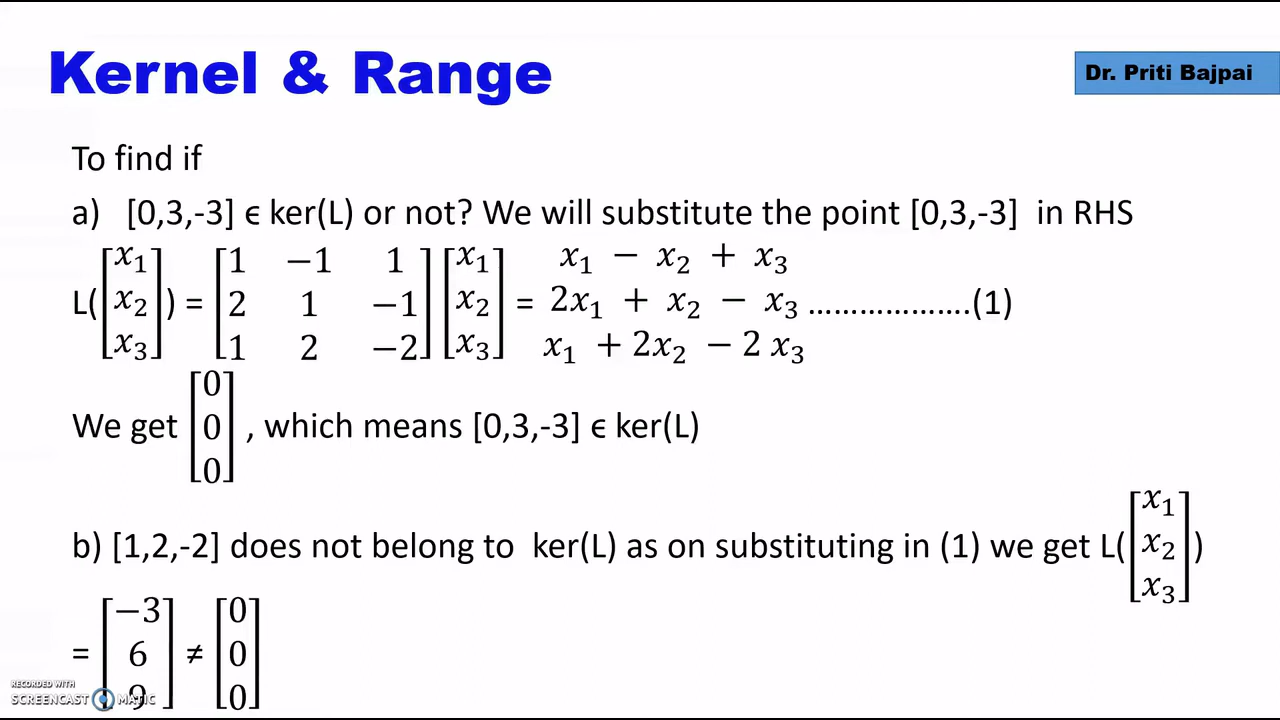 Kernel & Range
Dr. Priti Bajpai
To find if
a) [0,3,-3] ϵ ker(L) or not? We will substitute the point [0,3,-3] in RHS
L([x₁ x₂ x₃]) = [1 −1 1 2 1 −1 1 2 −2] [x₁ x₂ x₃] = x₁ − x₂ + x₃ 2x₁ + x₂ − x₃ ……………….(1) x₁ + 2x₂ − 2 x₃
We get [0 0 0] , which means [0,3,-3] ϵ ker(L)
b) [1,2,-2] does not belong to ker(L) as on substituting in (1) we get L([x₁ x₂ x₃])
= [−3 6 9] ≠ [0 0 0]
RECORDED WITH
SCREENCAST MATIC